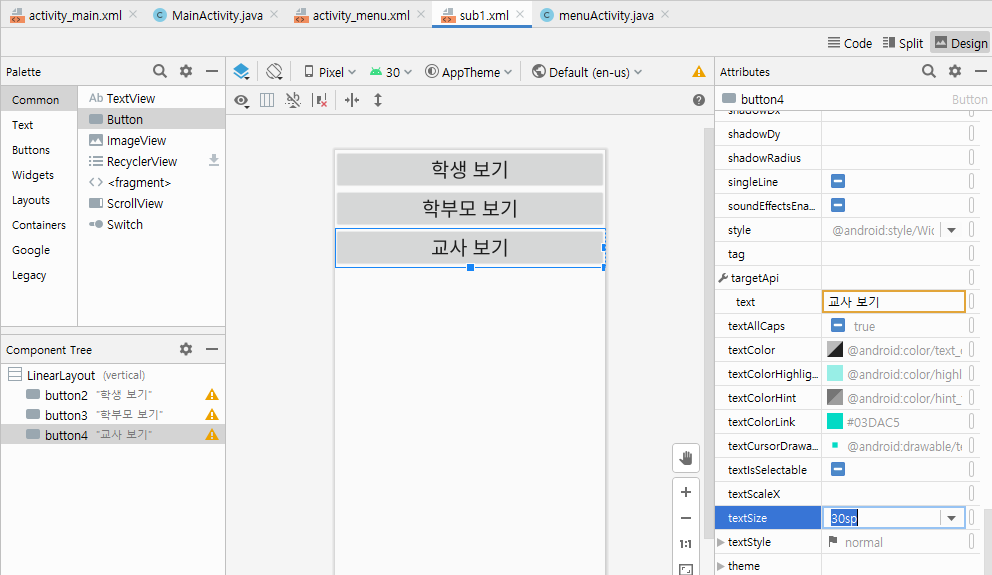 activity_main.xml
MainActivity.java
activity_menu.xml
sub1.xml
menuActivity.java
Code
Split
Design
Palette
Pixel
30
AppTheme
Default (en-us)
Attributes
Common
Text
Buttons
Widgets
Layouts
Containers
Google
Legacy
Ab TextView
Button
ImageView
RecyclerView
<fragment>
ScrollView
Switch
Component Tree
LinearLayout (vertical)
button2 "학생 보기"
button3 "학부모 보기"
button4 "교사 보기"
학생 보기
학부모 보기
교사 보기
1:1
button4 Button
shadowDx
shadowDy
shadowRadius
singleLine
soundEffectsEna...
style @android:style/Wid
tag
targetApi
text 교사 보기
textAllCaps true
textColor @android:color/text_
textColorHighlig... @android:color/highl
textColorHint @android:color/hint_
textColorLink #03DAC5
textCursorDrawa... @android:drawable/te
textIsSelectable
textScaleX
textSize 30sp
textStyle normal
theme